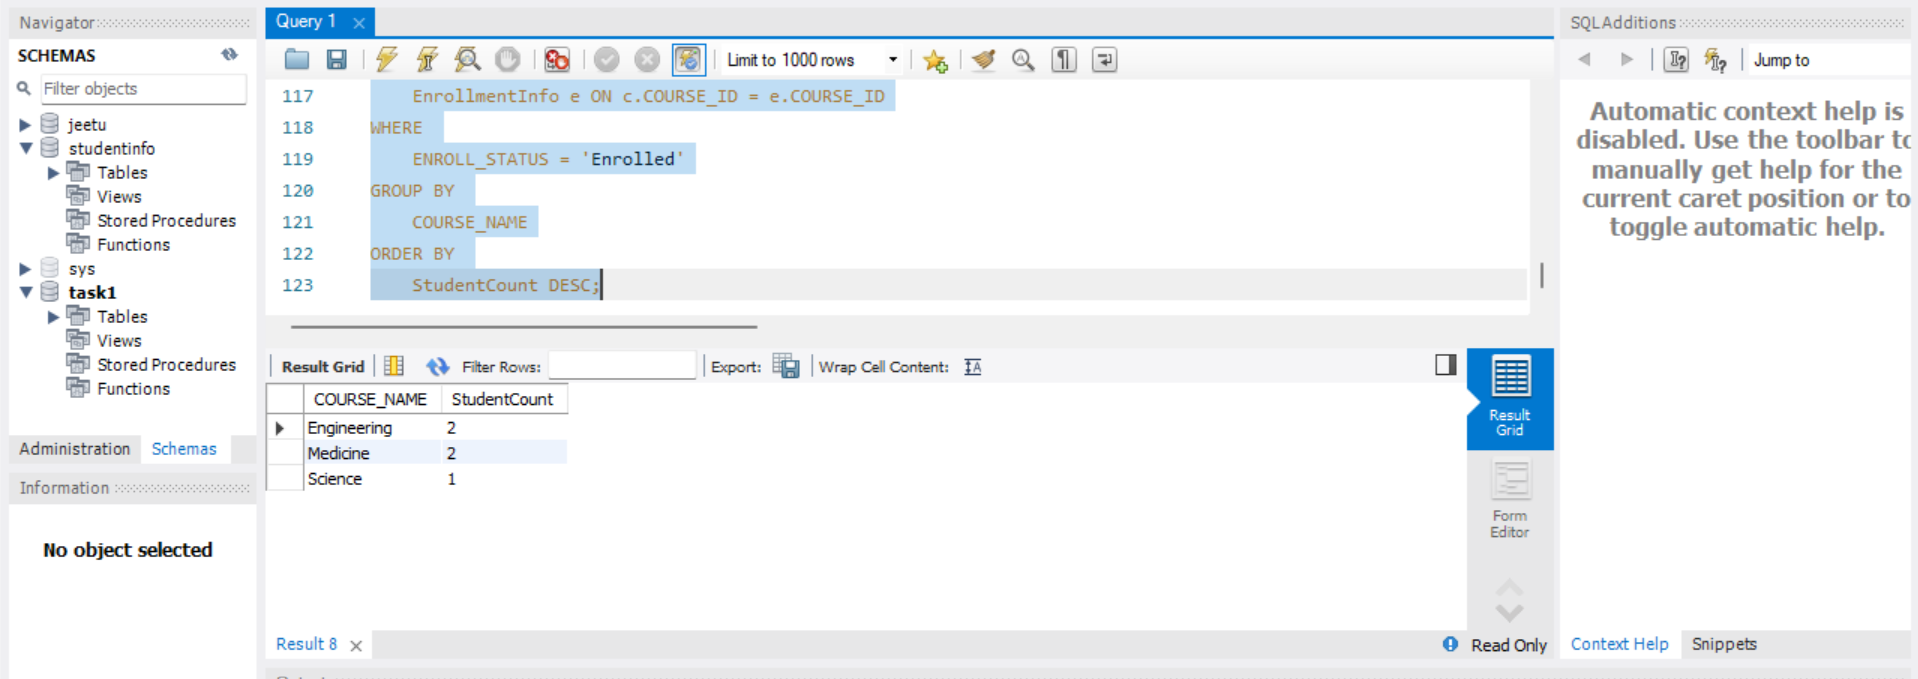 Navigator
SCHEMAS
Filter objects
jeetu
studentinfo
Tables
Views
Stored Procedures
Functions
sys
task1
Tables
Views
Stored Procedures
Functions
Administration Schemas
Information
No object selected
Query 1
Limit to 1000 rows
117 EnrollmentInfo e ON c.COURSE_ID = e.COURSE_ID
118 WHERE
119 ENROLL_STATUS = 'Enrolled'
120 GROUP BY
121 COURSE_NAME
122 ORDER BY
123 StudentCount DESC;
Result Grid Filter Rows: Export: Wrap Cell Content:
COURSE_NAME StudentCount
Engineering 2
Medicine 2
Science 1
Result
Grid
Form
Editor
Result 8 Read Only
SQLAdditions
Jump to
Automatic context help is
disabled. Use the toolbar to
manually get help for the
current caret position or to
toggle automatic help.
Context Help Snippets